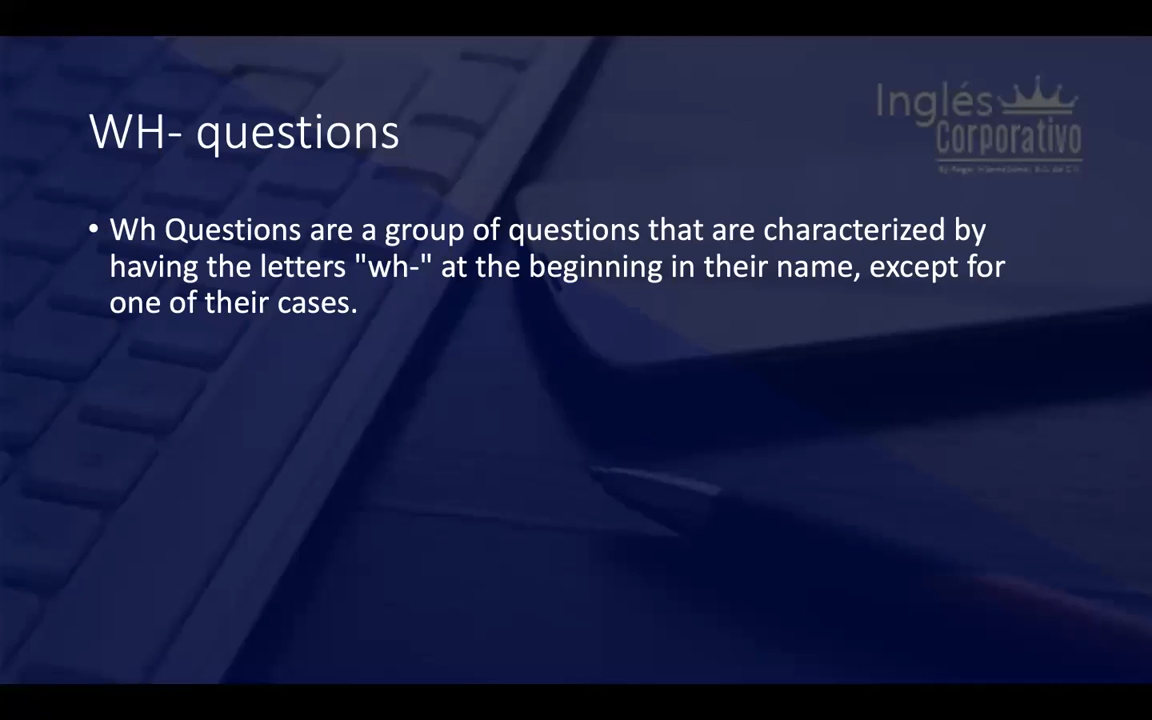 Inglés
Corporativo
WH- questions
• Wh Questions are a group of questions that are characterized by
having the letters "wh-" at the beginning in their name, except for
one of their cases.